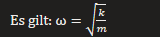 Es gilt: ω = √(k/m)